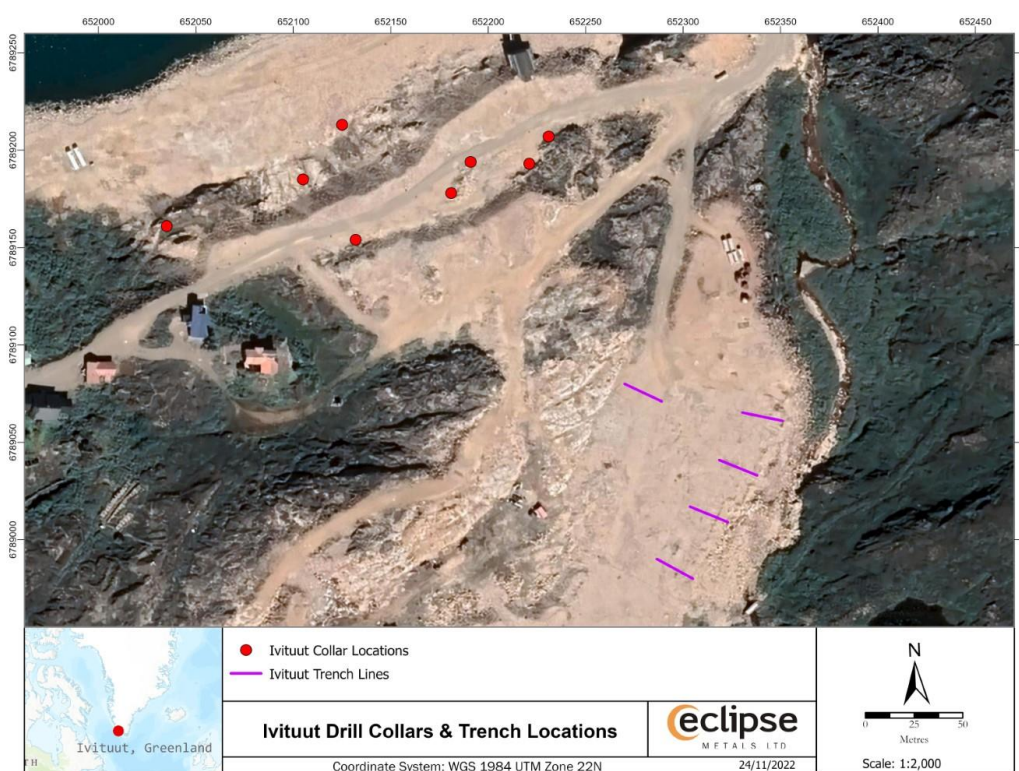 652000 652050 652100 652150 652200 652250 652300 652350 652400 652450
6789250
6789200
6789150
6789100
6789050
6789000
Ivituut Collar Locations
Ivituut Trench Lines
Ivituut, Greenland
TH
Ivituut Drill Collars & Trench Locations
Coordinate System: WGS 1984 UTM Zone 22N
eclipse
METALS LTD
24/11/2022
N
0 25 50
Metres
Scale: 1:2,000